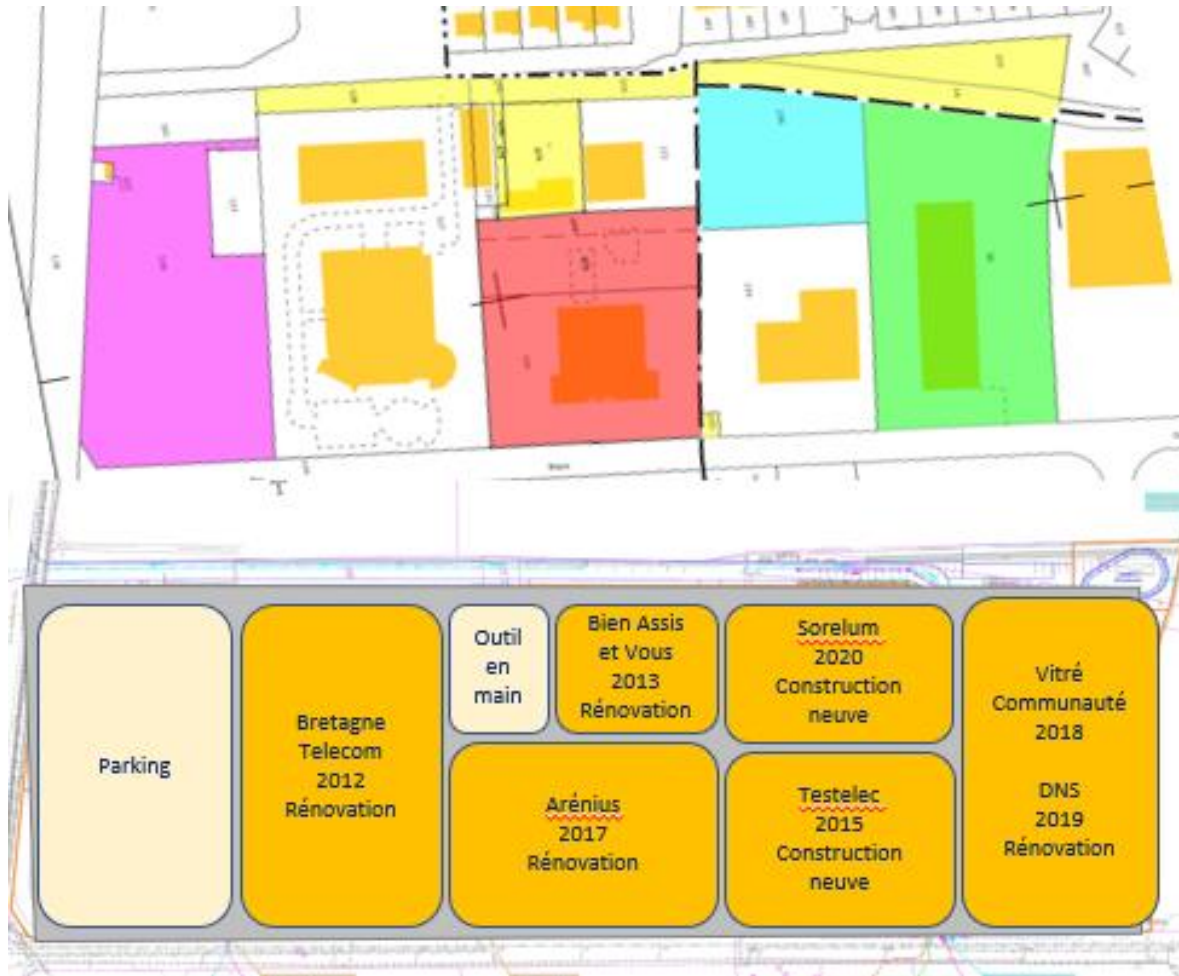 Parking
Bretagne
Telecom
2012
Rénovation
Outil
en
main
Bien Assis
et Vous
2013
Rénovation
Arénius
2017
Rénovation
Sorelum
2020
Construction
neuve
Testelec
2015
Construction
neuve
Vitré
Communauté
2018
DNS
2019
Rénovation